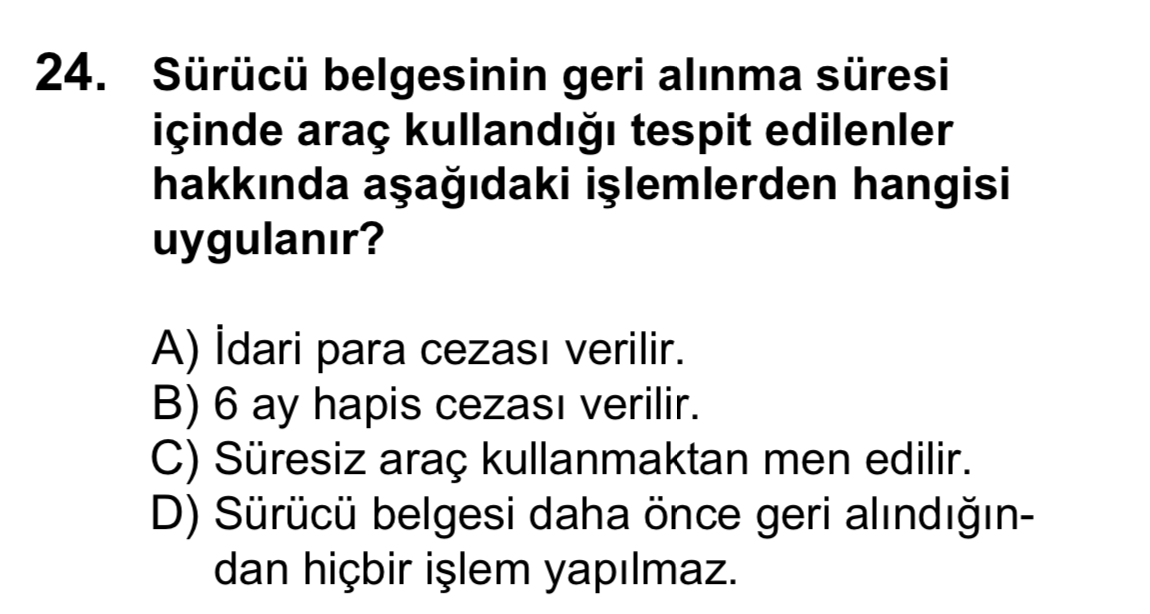 24. Sürücü belgesinin geri alınma süresi
içinde araç kullandığı tespit edilenler
hakkında aşağıdaki işlemlerden hangisi
uygulanır?
A) İdari para cezası verilir.
B) 6 ay hapis cezası verilir.
C) Süresiz araç kullanmaktan men edilir.
D) Sürücü belgesi daha önce geri alındığın-
dan hiçbir işlem yapılmaz.